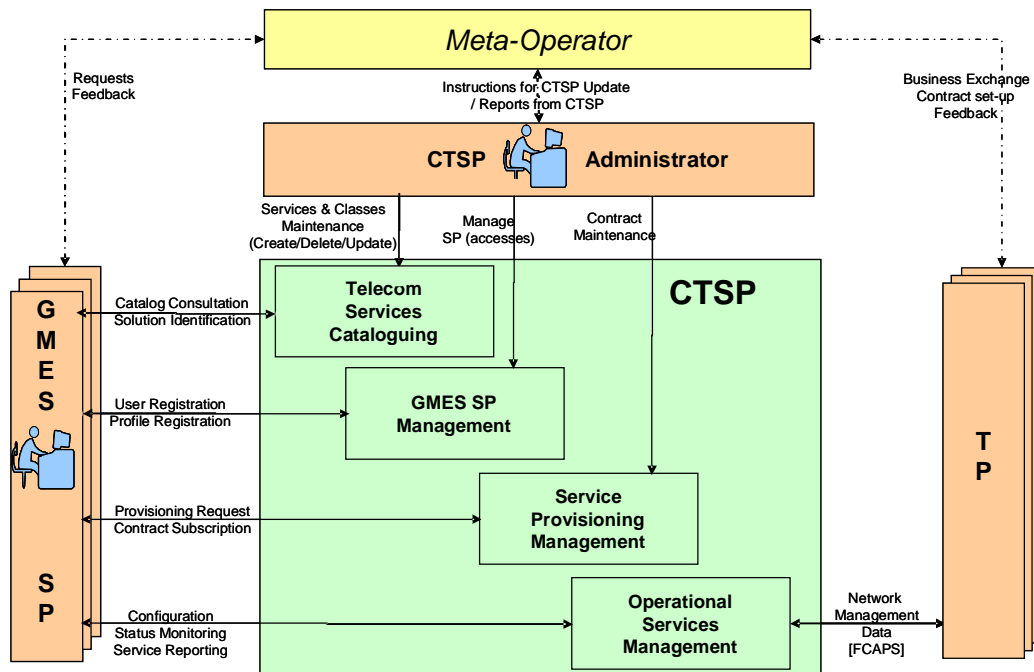 Meta-Operator
Requests
Feedback
Instructions for CTSP Update
/ Reports from CTSP
Business Exchange
Contract set-up
Feedback
CTSP Administrator
Services & Classes
Maintenance
(Create/Delete/Update)
Manage
SP (accesses)
Contract
Maintenance
CTSP
Telecom
Services
Cataloguing
G
M
E
S
SP
Catalog Consultation
Solution Identification
GMES SP
Management
User Registration
Profile Registration
T
P
Service
Provisioning
Management
Provisioning Request
Contract Subscription
Operational
Services
Management
Configuration
Status Monitoring
Service Reporting
Network
Management
Data
[FCAPS]